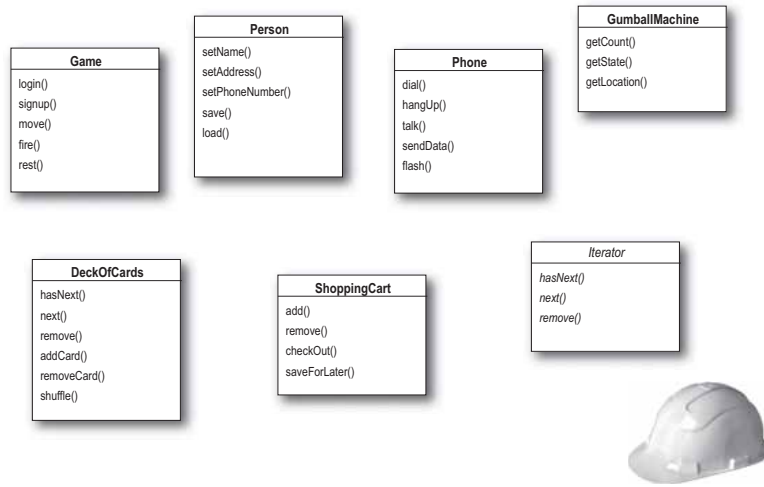 Game
login()
signup()
move()
fire()
rest()
Person
setName()
setAddress()
setPhoneNumber()
save()
load()
Phone
dial()
hangUp()
talk()
sendData()
flash()
GumballMachine
getCount()
getState()
getLocation()
DeckOfCards
hasNext()
next()
remove()
addCard()
removeCard()
shuffle()
ShoppingCart
add()
remove()
checkOut()
saveForLater()
Iterator
hasNext()
next()
remove()